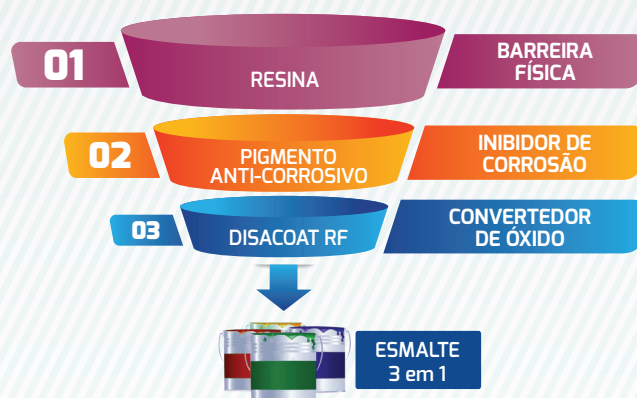 01
RESINA
BARREIRA
FÍSICA
02
PIGMENTO
ANTI-CORROSIVO
INIBIDOR DE
CORROSÃO
03
DISACOAT RF
CONVERTEDOR
DE ÓXIDO
ESMALTE
3 em 1